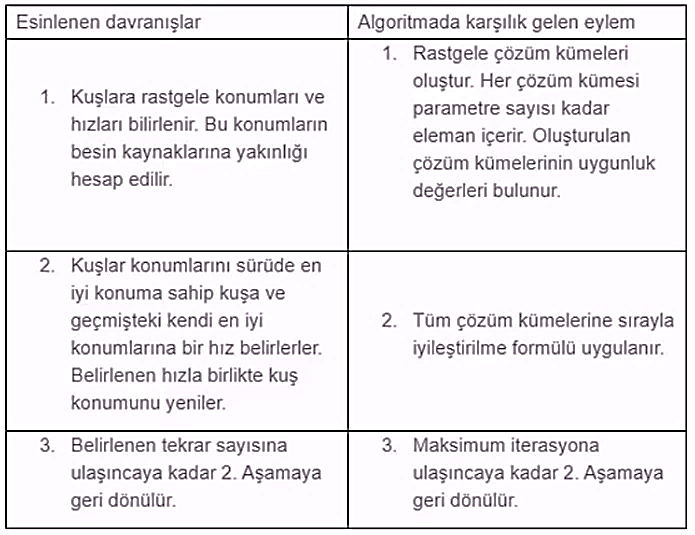 Esinlenen davranışlar
Algoritmada karşılık gelen eylem
1. Kuşlara rastgele konumları ve
hızları bilirlenir. Bu konumların
besin kaynaklarına yakınlığı
hesap edilir.
1. Rastgele çözüm kümeleri
oluştur. Her çözüm kümesi
parametre sayısı kadar
eleman içerir. Oluşturulan
çözüm kümelerinin uygunluk
değerleri bulunur.
2. Kuşlar konumlarını sürüde en
iyi konuma sahip kuşa ve
geçmişteki kendi en iyi
konumlarına bir hız belirlerler.
Belirlenen hızla birlikte kuş
konumunu yeniler.
2. Tüm çözüm kümelerine sırayla
iyileştirilme formülü uygulanır.
3. Belirlenen tekrar sayısına
ulaşıncaya kadar 2. Aşamaya
geri dönülür.
3. Maksimum iterasyona
ulaşıncaya kadar 2. Aşamaya
geri dönülür.